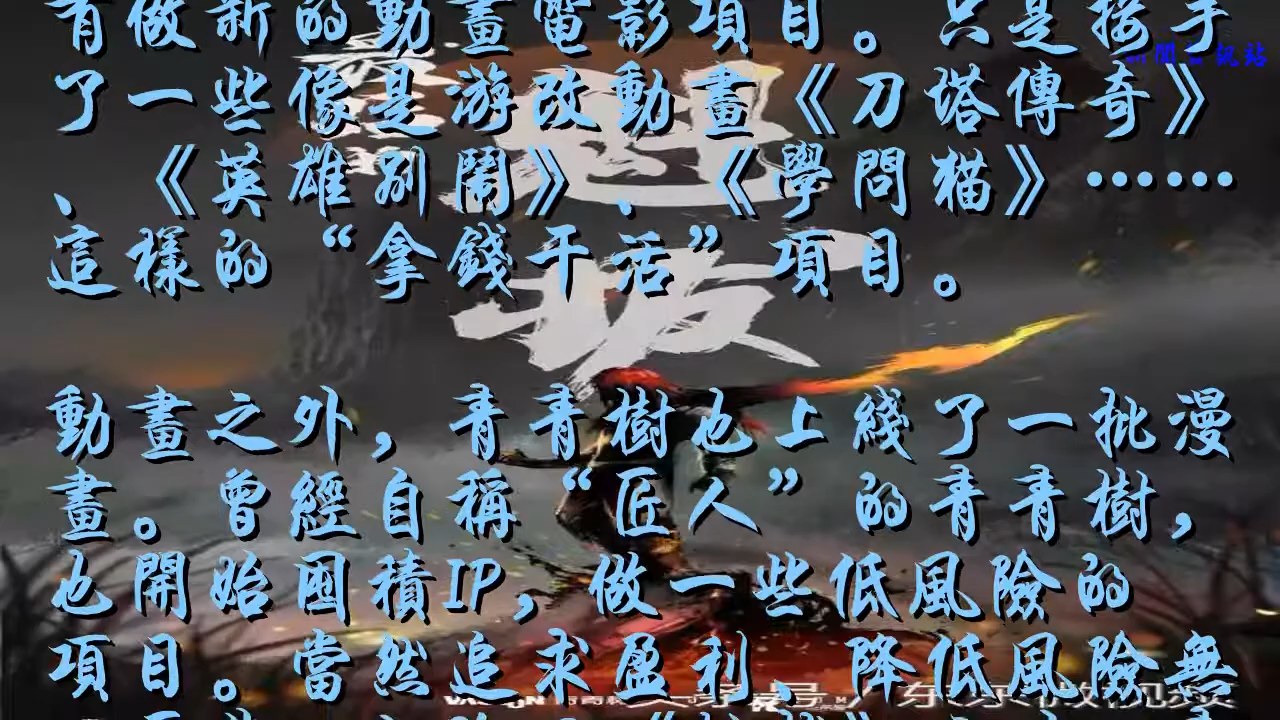 有做新的動畫電影項目。只是接手
了一些像是游改動畫《刀塔傳奇》
、《英雄別鬧》、《學問猫》……
這樣的“拿錢干活”項目。
動畫之外，青青樹也上綫了一批漫
畫。曾經自稱“匠人”的青青樹，
也開始囤積IP，做一些低風險的
項目。當然追求盈利、降低風險無
魁
拔